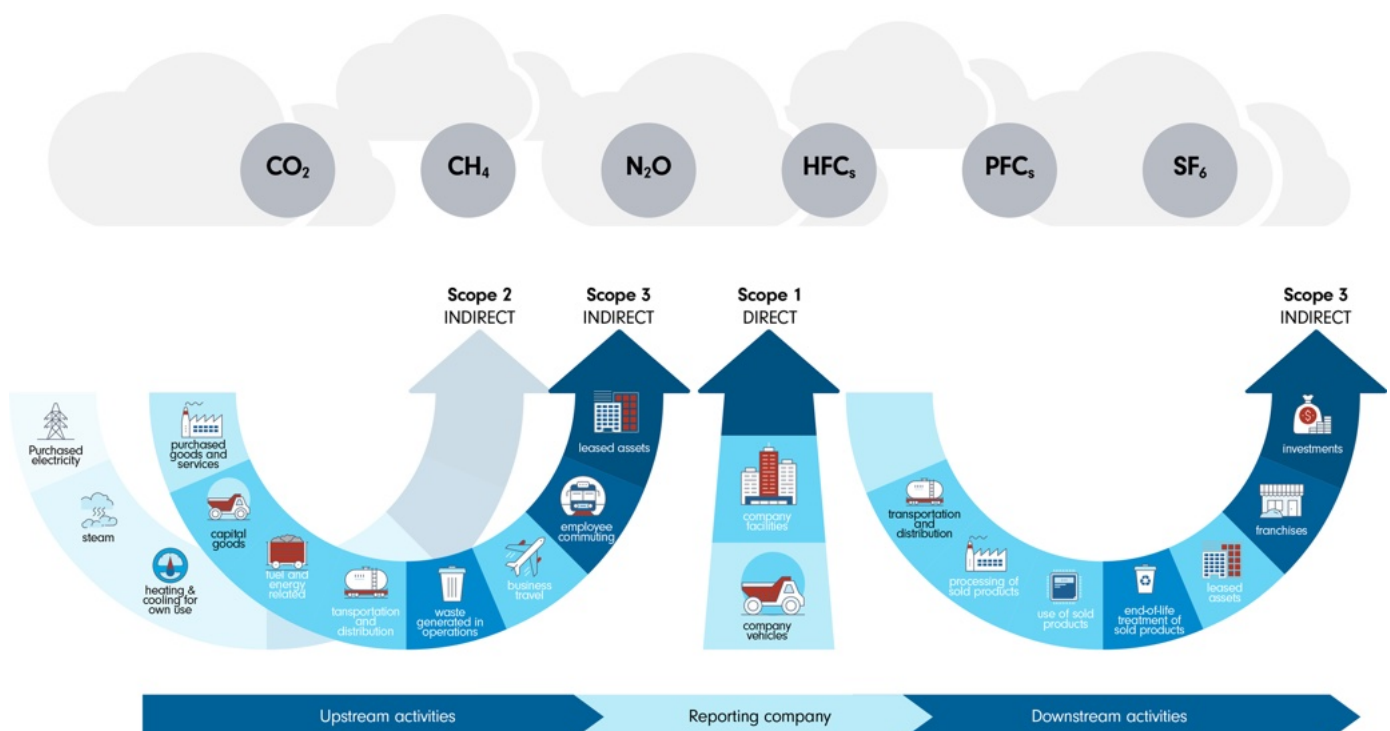 CO₂
CH₄
N₂O
HFCₛ
PFCₛ
SF₆
Scope 2
INDIRECT
Scope 3
INDIRECT
Scope 1
DIRECT
Scope 3
INDIRECT
Purchased
electricity
steam
heating &
cooling for
own use
purchased
goods and
services
capital
goods
fuel and
energy
related
tansportation
and
distribution
waste
generated in
operations
business
travel
employee
commuting
leased assets
company
facilities
company
vehicles
transportation
and
distribution
processing of
sold products
use of sold
products
end-of-life
treatment of
sold products
leased
assets
franchises
$
investments
Upstream activities
Reporting company
Downstream activities